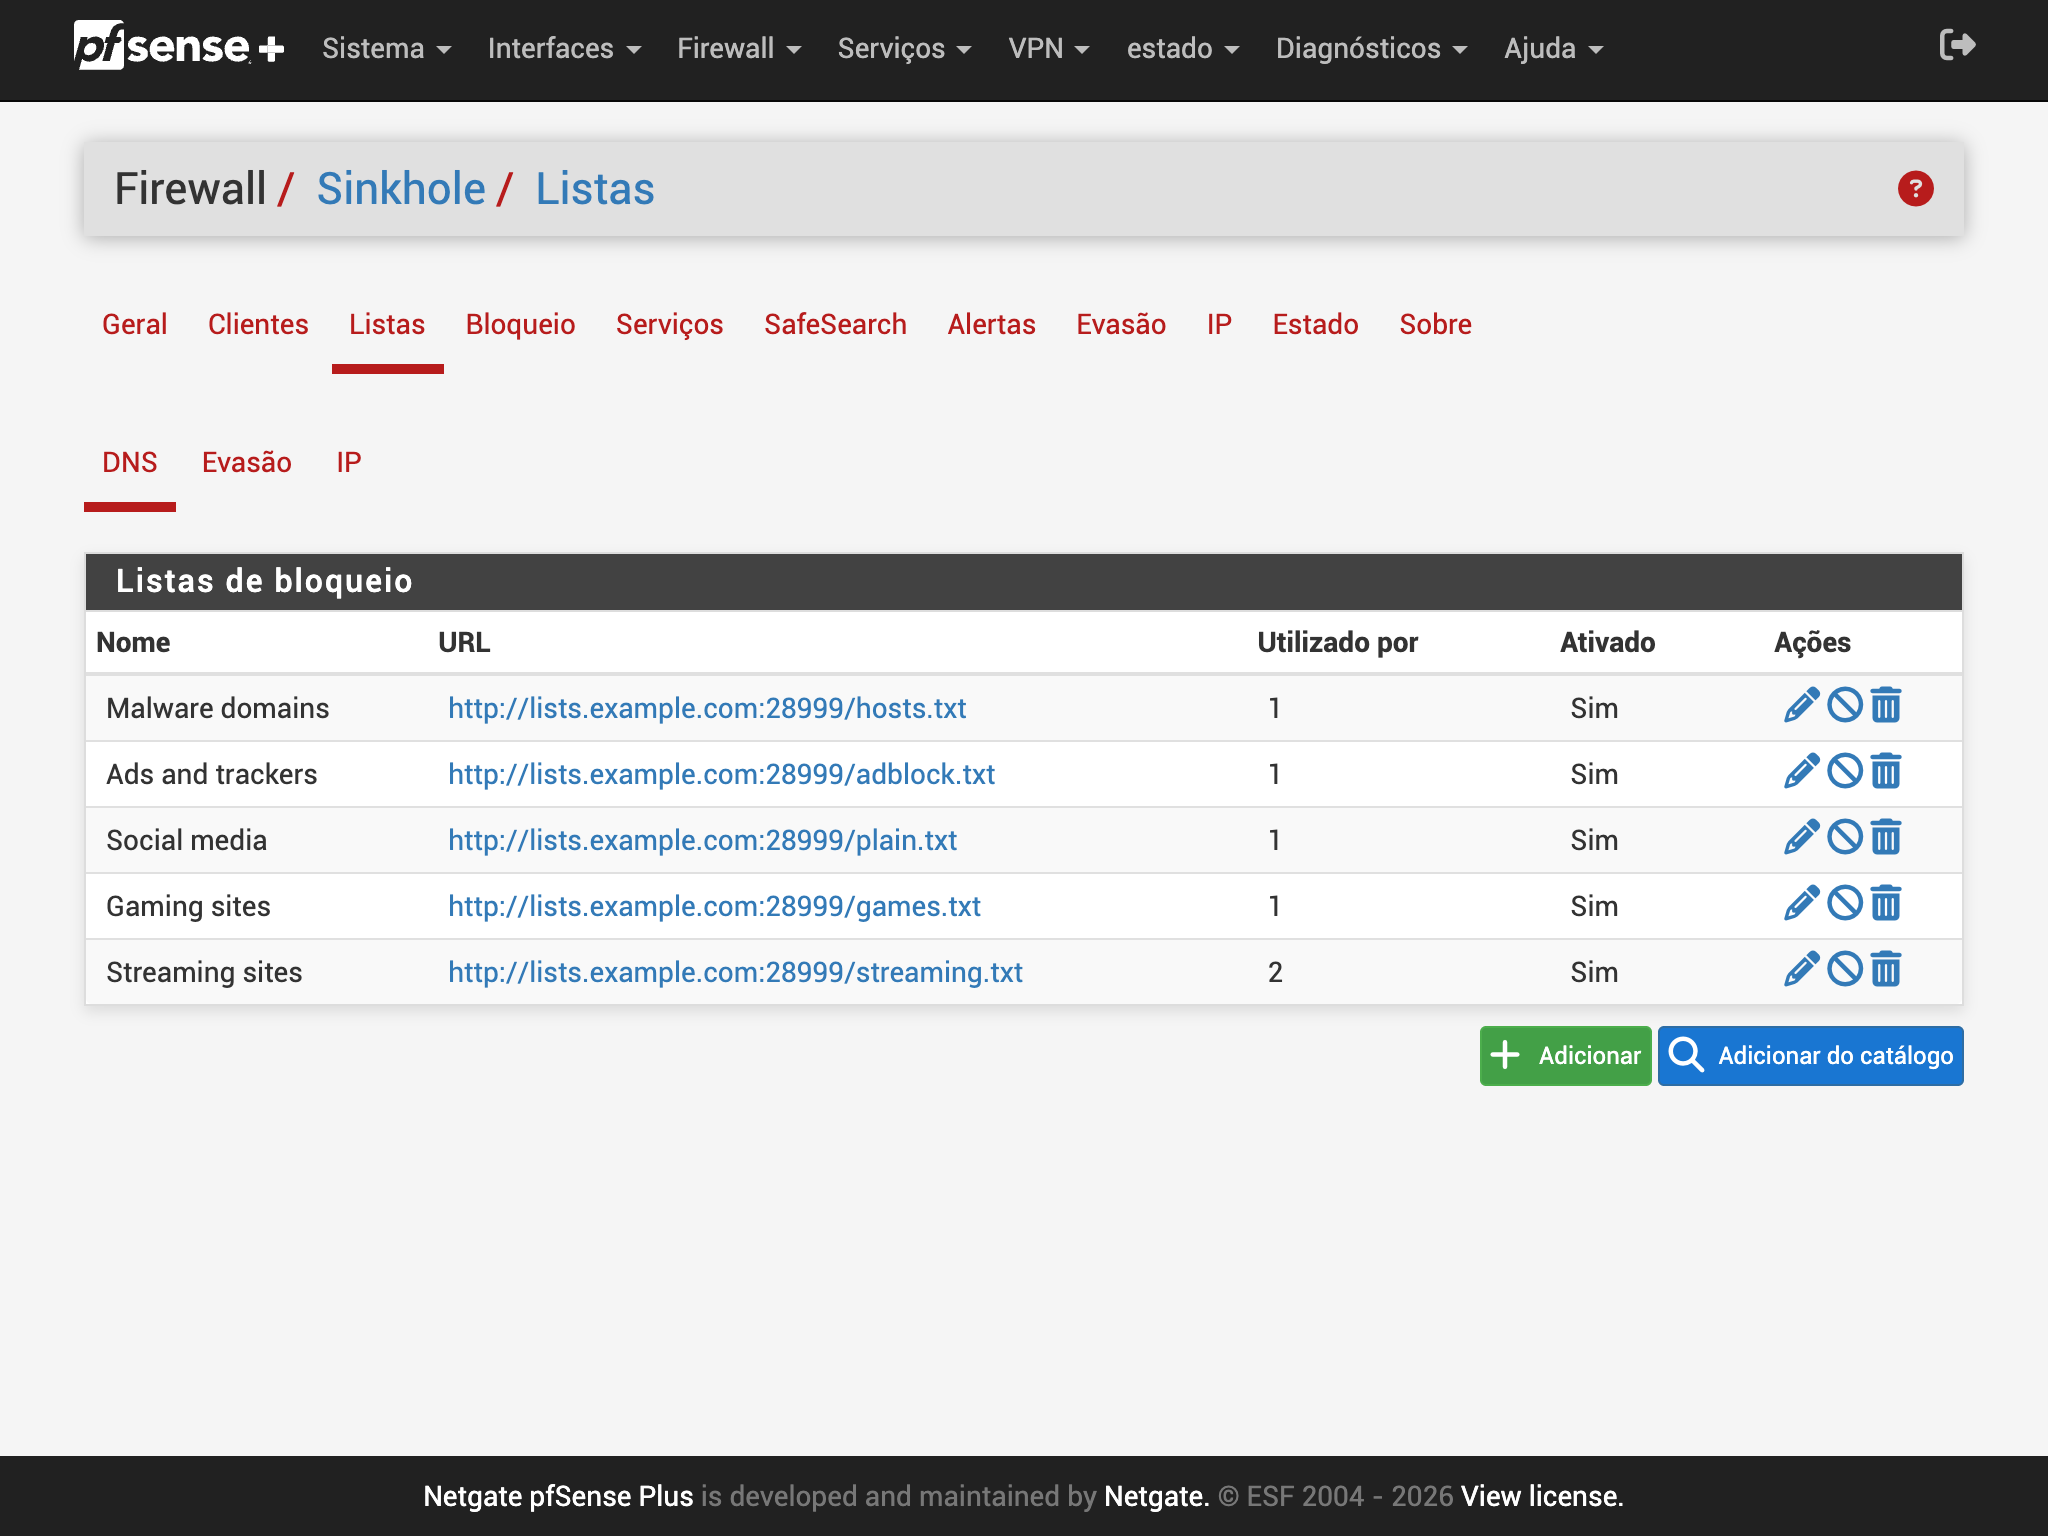 pfsense+ Sistema Interfaces Firewall Serviços VPN estado Diagnósticos Ajuda
Firewall / Sinkhole / Listas ?
Geral Clientes Listas Bloqueio Serviços SafeSearch Alertas Evasão IP Estado Sobre
DNS Evasão IP
Listas de bloqueio
Nome URL Utilizado por Ativado Ações
Malware domains http://lists.example.com:28999/hosts.txt 1 Sim
Ads and trackers http://lists.example.com:28999/adblock.txt 1 Sim
Social media http://lists.example.com:28999/plain.txt 1 Sim
Gaming sites http://lists.example.com:28999/games.txt 1 Sim
Streaming sites http://lists.example.com:28999/streaming.txt 2 Sim
Adicionar Adicionar do catálogo
Netgate pfSense Plus is developed and maintained by Netgate. © ESF 2004 - 2026 View license.